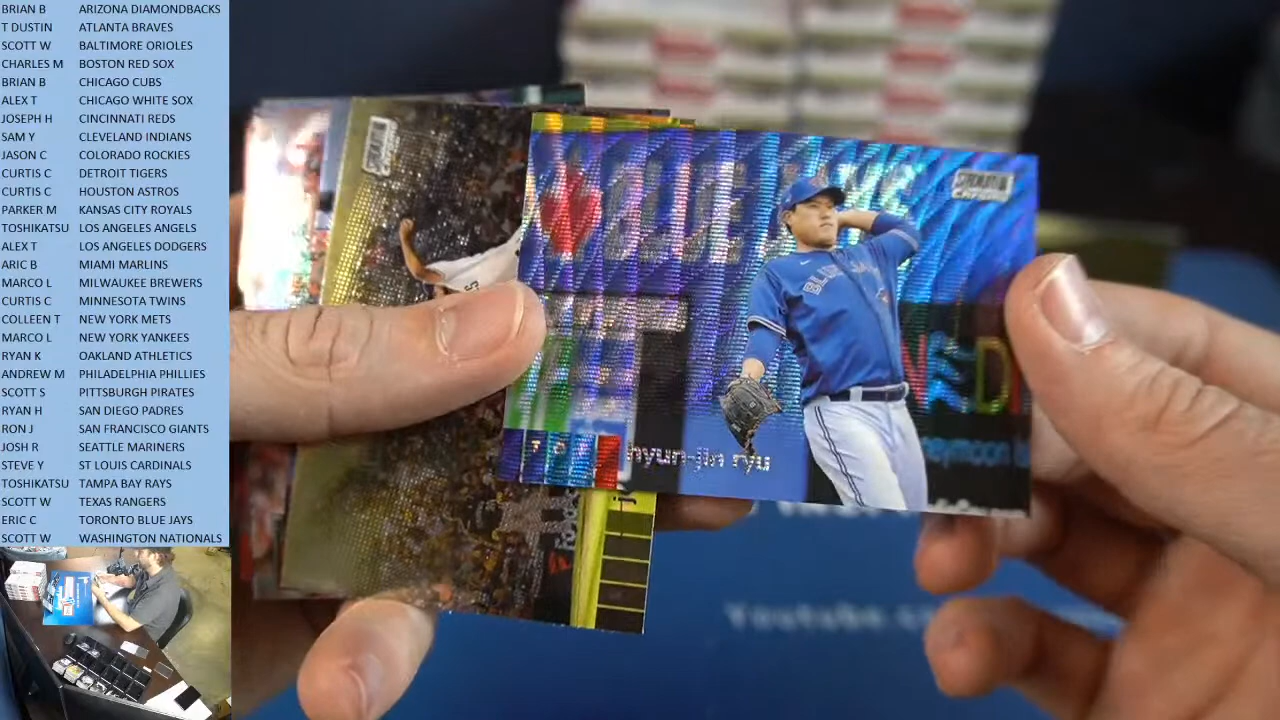 BRIAN B ARIZONA DIAMONDBACKS
T DUSTIN ATLANTA BRAVES
SCOTT W BALTIMORE ORIOLES
CHARLES M BOSTON RED SOX
BRIAN B CHICAGO CUBS
ALEX T CHICAGO WHITE SOX
JOSEPH H CINCINNATI REDS
SAM Y CLEVELAND INDIANS
JASON C COLORADO ROCKIES
CURTIS C DETROIT TIGERS
CURTIS C HOUSTON ASTROS
PARKER M KANSAS CITY ROYALS
TOSHIKATSU LOS ANGELES ANGELS
ALEX T LOS ANGELES DODGERS
ARIC B MIAMI MARLINS
MARCO L MILWAUKEE BREWERS
CURTIS C MINNESOTA TWINS
COLLEEN T NEW YORK METS
MARCO L NEW YORK YANKEES
RYAN K OAKLAND ATHLETICS
ANDREW M PHILADELPHIA PHILLIES
SCOTT S PITTSBURGH PIRATES
RYAN H SAN DIEGO PADRES
RON J SAN FRANCISCO GIANTS
JOSH R SEATTLE MARINERS
STEVE Y ST LOUIS CARDINALS
TOSHIKATSU TAMPA BAY RAYS
SCOTT W TEXAS RANGERS
ERIC C TORONTO BLUE JAYS
SCOTT W WASHINGTON NATIONALS
STADIUM
CHROME
hyun-jin ryu
Youtube.co